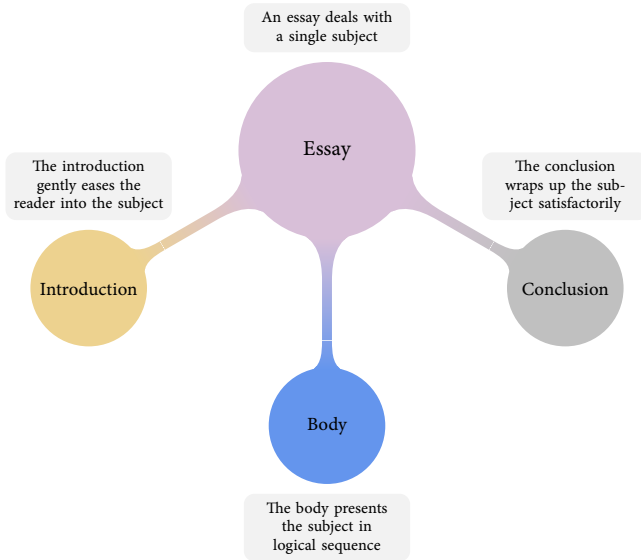 An essay deals with
a single subject
Essay
The introduction
gently eases the
reader into the subject
The conclusion
wraps up the sub-
ject satisfactorily
Introduction
Conclusion
Body
The body presents
the subject in
logical sequence